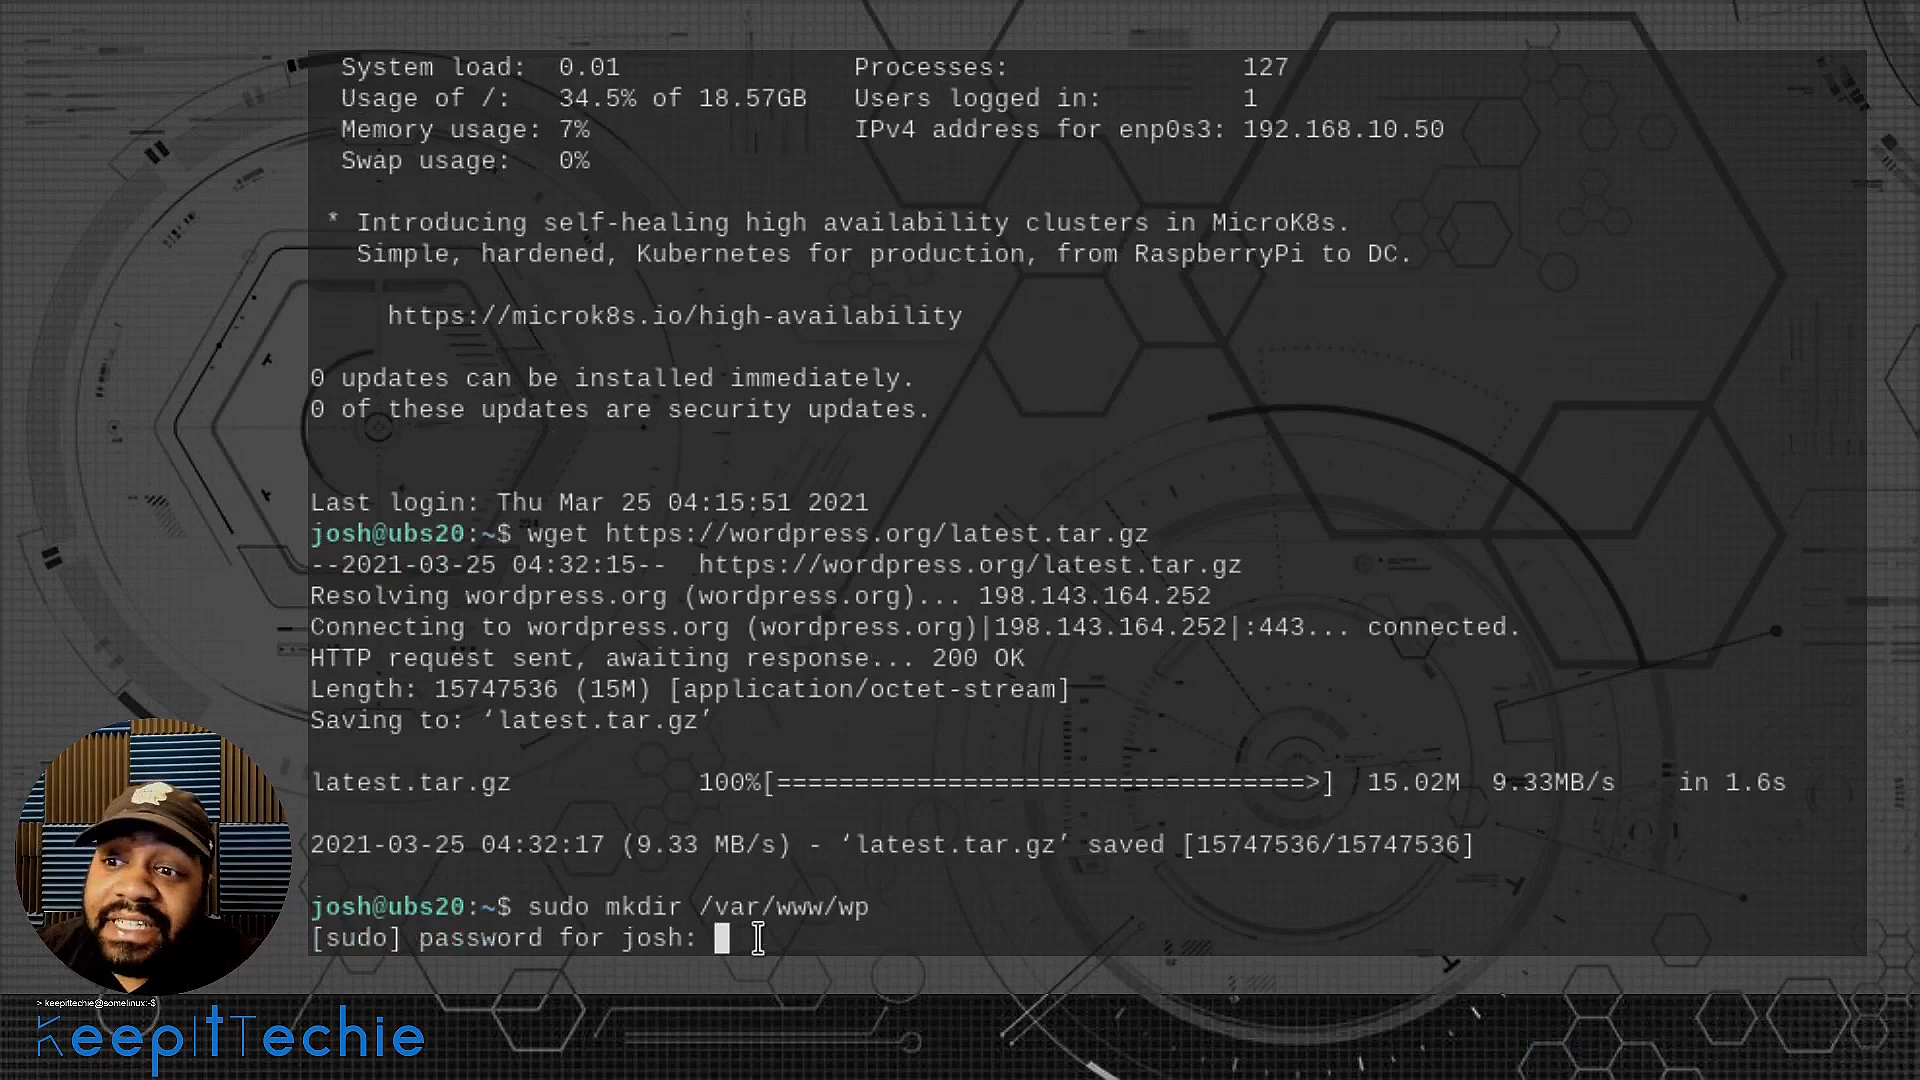 System load: 0.01 Processes: 127
Usage of /: 34.5% of 18.57GB Users logged in: 1
Memory usage: 7% IPv4 address for enp0s3: 192.168.10.50
Swap usage: 0%
* Introducing self-healing high availability clusters in MicroK8s.
Simple, hardened, Kubernetes for production, from RaspberryPi to DC.
https://microk8s.io/high-availability
0 updates can be installed immediately.
0 of these updates are security updates.
Last login: Thu Mar 25 04:15:51 2021
josh@ubs20:~$ wget https://wordpress.org/latest.tar.gz
--2021-03-25 04:32:15-- https://wordpress.org/latest.tar.gz
Resolving wordpress.org (wordpress.org)... 198.143.164.252
Connecting to wordpress.org (wordpress.org)|198.143.164.252|:443... connected.
HTTP request sent, awaiting response... 200 OK
Length: 15747536 (15M) [application/octet-stream]
Saving to: ‘latest.tar.gz’
latest.tar.gz 100%[==================================>] 15.02M 9.33MB/s in 1.6s
2021-03-25 04:32:17 (9.33 MB/s) - ‘latest.tar.gz’ saved [15747536/15747536]
josh@ubs20:~$ sudo mkdir /var/www/wp
[sudo] password for josh:
> keepittechie@somelinux:~$
KeepItTechie